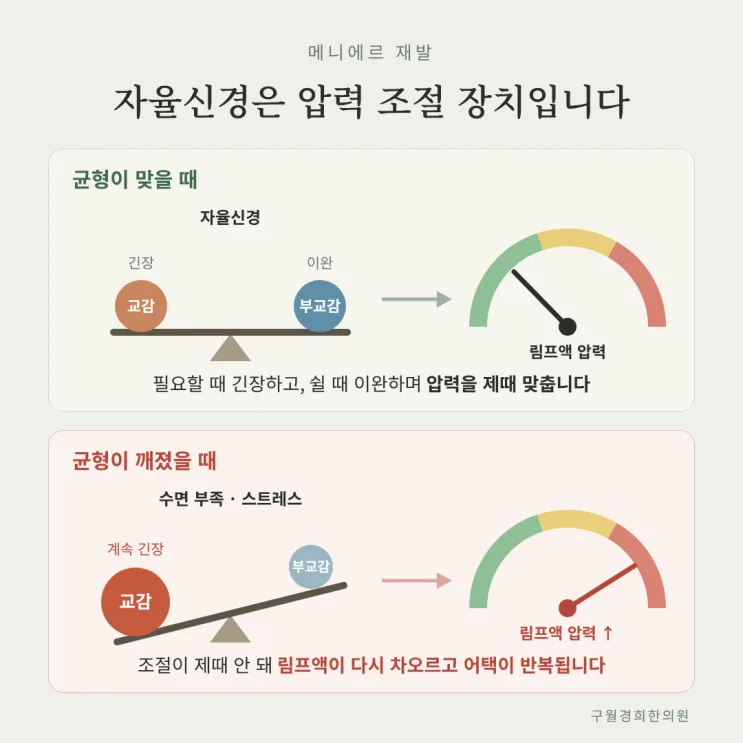 메니에르 재발
자율신경은 압력 조절 장치입니다
균형이 맞을 때
자율신경
긴장
이완
교감
부교감
림프액 압력
필요할 때 긴장하고, 쉴 때 이완하며 압력을 제때 맞춥니다
균형이 깨졌을 때
수면 부족 · 스트레스
계속 긴장
부교감
교감
림프액 압력 ↑
조절이 제때 안 돼 림프액이 다시 차오르고 어택이 반복됩니다
구월경희한의원